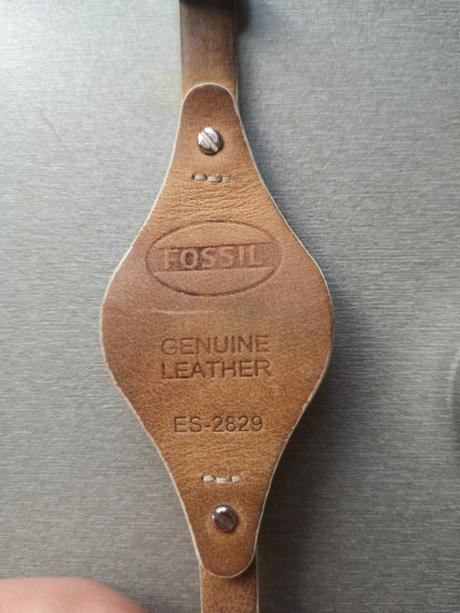 FOSSIL
GENUINE
LEATHER
ES-2829